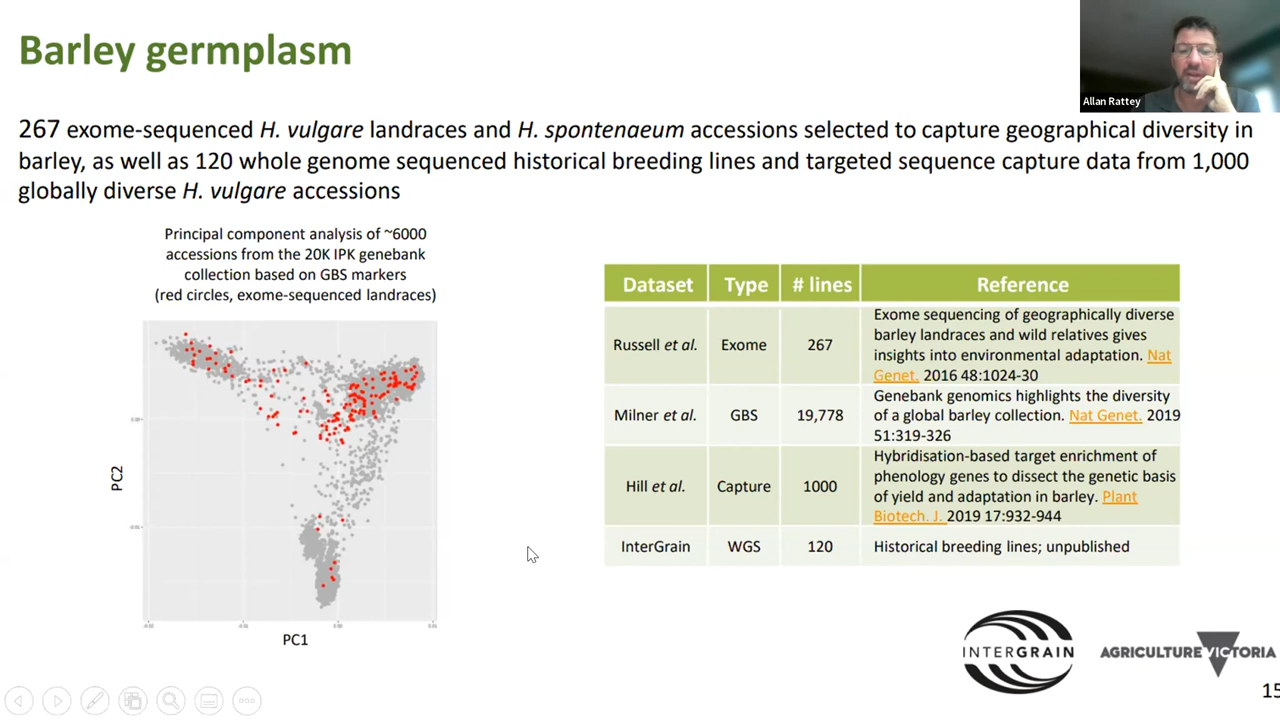 Barley germplasm
Allan Rattey
267 exome-sequenced H. vulgare landraces and H. spontenaeum accessions selected to capture geographical diversity in
barley, as well as 120 whole genome sequenced historical breeding lines and targeted sequence capture data from 1,000
globally diverse H. vulgare accessions
Principal component analysis of ~6000
accessions from the 20K IPK genebank
collection based on GBS markers
(red circles, exome-sequenced landraces)
PC2
PC1
Dataset Type # lines Reference
Russell et al. Exome 267
Exome sequencing of geographically diverse
barley landraces and wild relatives gives
insights into environmental adaptation. Nat
Genet. 2016 48:1024-30
Milner et al. GBS 19,778
Genebank genomics highlights the diversity
of a global barley collection. Nat Genet. 2019
51:319-326
Hill et al. Capture 1000
Hybridisation-based target enrichment of
phenology genes to dissect the genetic basis
of yield and adaptation in barley. Plant
Biotech. J. 2019 17:932-944
InterGrain WGS 120 Historical breeding lines; unpublished
INTERGRAIN
AGRICULTURE VICTORIA
15